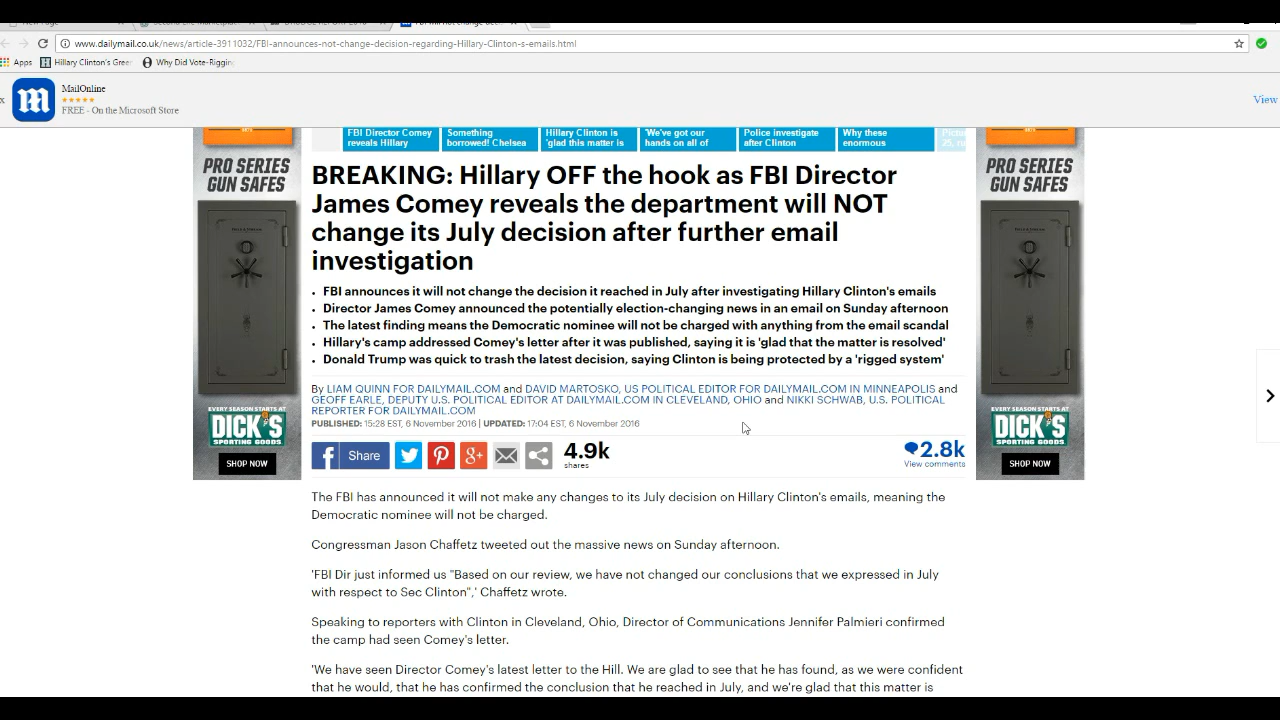 www.dailymail.co.uk/news/article-3911032/FBI-announces-not-change-decision-regarding-Hillary-Clinton-s-emails.html
Apps Hillary Clinton's Gree Why Did Vote-Riggin
MailOnline
FREE - On the Microsoft Store
View
x
FBI Director Comey
reveals Hillary
Something
borrowed! Chelsea
Hillary Clinton is
'glad this matter is
'We've got our
hands on all of
Police investigate
after Clinton
Why these
enormous
PRO SERIES
GUN SAFES
EVERY SEASON STARTS AT
DICK'S
SPORTING GOODS
SHOP NOW
BREAKING: Hillary OFF the hook as FBI Director
James Comey reveals the department will NOT
change its July decision after further email
investigation
• FBI announces it will not change the decision it reached in July after investigating Hillary Clinton's emails
• Director James Comey announced the potentially election-changing news in an email on Sunday afternoon
• The latest finding means the Democratic nominee will not be charged with anything from the email scandal
• Hillary's camp addressed Comey's letter after it was published, saying it is 'glad that the matter is resolved'
• Donald Trump was quick to trash the latest decision, saying Clinton is being protected by a 'rigged system'
By LIAM QUINN FOR DAILYMAIL.COM and DAVID MARTOSKO, US POLITICAL EDITOR FOR DAILYMAIL.COM IN MINNEAPOLIS and
GEOFF EARLE, DEPUTY U.S. POLITICAL EDITOR AT DAILYMAIL.COM IN CLEVELAND, OHIO and NIKKI SCHWAB, U.S. POLITICAL
REPORTER FOR DAILYMAIL.COM
PUBLISHED: 15:28 EST, 6 November 2016 | UPDATED: 17:04 EST, 6 November 2016
Share
4.9k
shares
2.8k
View comments
The FBI has announced it will not make any changes to its July decision on Hillary Clinton's emails, meaning the
Democratic nominee will not be charged.
Congressman Jason Chaffetz tweeted out the massive news on Sunday afternoon.
'FBI Dir just informed us "Based on our review, we have not changed our conclusions that we expressed in July
with respect to Sec Clinton",' Chaffetz wrote.
Speaking to reporters with Clinton in Cleveland, Ohio, Director of Communications Jennifer Palmieri confirmed
the camp had seen Comey's letter.
'We have seen Director Comey's latest letter to the Hill. We are glad to see that he has found, as we were confident
that he would, that he has confirmed the conclusion that he reached in July, and we're glad that this matter is
PRO SERIES
GUN SAFES
EVERY SEASON STARTS AT
DICK'S
SPORTING GOODS
SHOP NOW